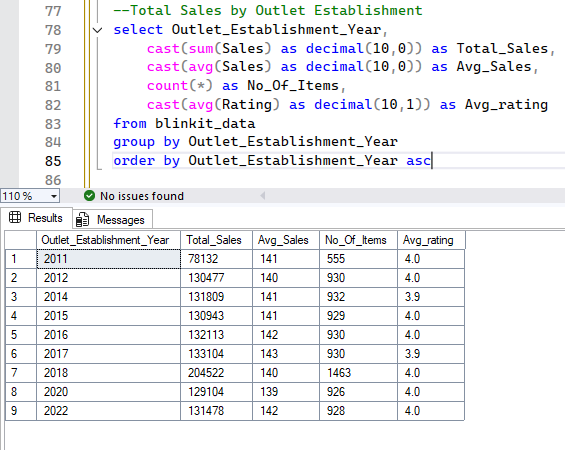 77 --Total Sales by Outlet Establishment
78 select Outlet_Establishment_Year,
79 cast(sum(Sales) as decimal(10,0)) as Total_Sales,
80 cast(avg(Sales) as decimal(10,0)) as Avg_Sales,
81 count(*) as No_Of_Items,
82 cast(avg(Rating) as decimal(10,1)) as Avg_rating
83 from blinkit_data
84 group by Outlet_Establishment_Year
85 order by Outlet_Establishment_Year asc
86
110 % No issues found
Results Messages
Outlet_Establishment_Year Total_Sales Avg_Sales No_Of_Items Avg_rating
1 2011 78132 141 555 4.0
2 2012 130477 140 930 4.0
3 2014 131809 141 932 3.9
4 2015 130943 141 929 4.0
5 2016 132113 142 930 4.0
6 2017 133104 143 930 3.9
7 2018 204522 140 1463 4.0
8 2020 129104 139 926 4.0
9 2022 131478 142 928 4.0